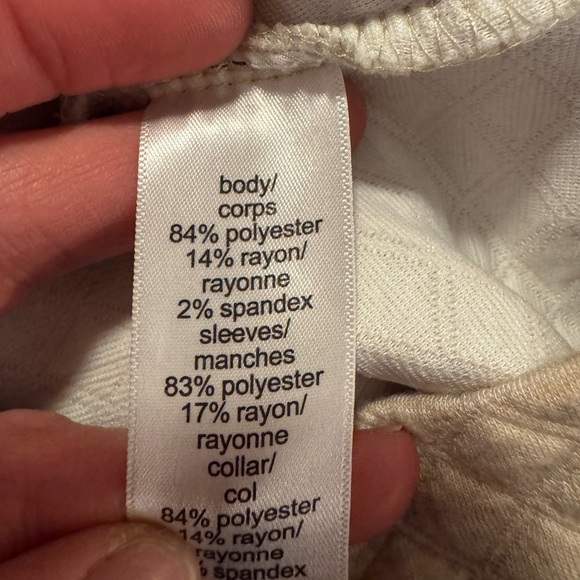 body/
corps
84% polyester
14% rayon/
rayonne
2% spandex
sleeves/
manches
83% polyester
17% rayon/
rayonne
collar/
col
84% polyester
14% rayon/
rayonne
% spandex